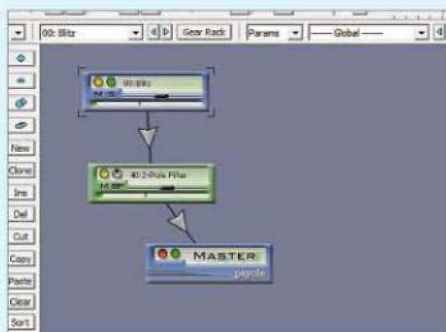 00: Blitz
Gear Rack
Params
Global
00:Blitz
M S
New
Clone
40:2-Pole Filter
Ins
Del
Cut
MASTER
psycle
Copy
Paste
Clear
Sort